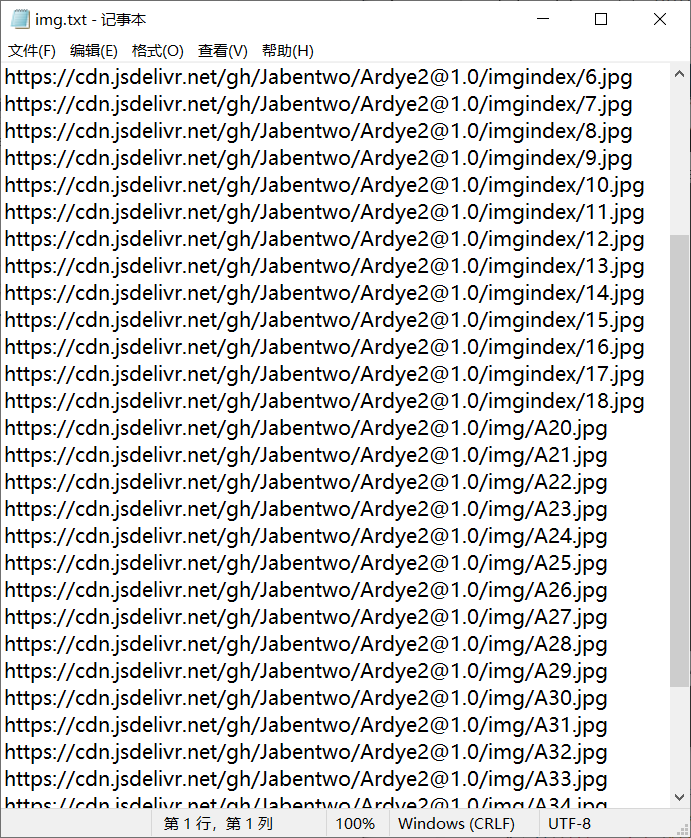 img.txt - 记事本
文件(F) 编辑(E) 格式(O) 查看(V) 帮助(H)
https://cdn.jsdelivr.net/gh/Jabentwo/Ardye2@1.0/imgindex/6.jpg
https://cdn.jsdelivr.net/gh/Jabentwo/Ardye2@1.0/imgindex/7.jpg
https://cdn.jsdelivr.net/gh/Jabentwo/Ardye2@1.0/imgindex/8.jpg
https://cdn.jsdelivr.net/gh/Jabentwo/Ardye2@1.0/imgindex/9.jpg
https://cdn.jsdelivr.net/gh/Jabentwo/Ardye2@1.0/imgindex/10.jpg
https://cdn.jsdelivr.net/gh/Jabentwo/Ardye2@1.0/imgindex/11.jpg
https://cdn.jsdelivr.net/gh/Jabentwo/Ardye2@1.0/imgindex/12.jpg
https://cdn.jsdelivr.net/gh/Jabentwo/Ardye2@1.0/imgindex/13.jpg
https://cdn.jsdelivr.net/gh/Jabentwo/Ardye2@1.0/imgindex/14.jpg
https://cdn.jsdelivr.net/gh/Jabentwo/Ardye2@1.0/imgindex/15.jpg
https://cdn.jsdelivr.net/gh/Jabentwo/Ardye2@1.0/imgindex/16.jpg
https://cdn.jsdelivr.net/gh/Jabentwo/Ardye2@1.0/imgindex/17.jpg
https://cdn.jsdelivr.net/gh/Jabentwo/Ardye2@1.0/imgindex/18.jpg
https://cdn.jsdelivr.net/gh/Jabentwo/Ardye2@1.0/img/A20.jpg
https://cdn.jsdelivr.net/gh/Jabentwo/Ardye2@1.0/img/A21.jpg
https://cdn.jsdelivr.net/gh/Jabentwo/Ardye2@1.0/img/A22.jpg
https://cdn.jsdelivr.net/gh/Jabentwo/Ardye2@1.0/img/A23.jpg
https://cdn.jsdelivr.net/gh/Jabentwo/Ardye2@1.0/img/A24.jpg
https://cdn.jsdelivr.net/gh/Jabentwo/Ardye2@1.0/img/A25.jpg
https://cdn.jsdelivr.net/gh/Jabentwo/Ardye2@1.0/img/A26.jpg
https://cdn.jsdelivr.net/gh/Jabentwo/Ardye2@1.0/img/A27.jpg
https://cdn.jsdelivr.net/gh/Jabentwo/Ardye2@1.0/img/A28.jpg
https://cdn.jsdelivr.net/gh/Jabentwo/Ardye2@1.0/img/A29.jpg
https://cdn.jsdelivr.net/gh/Jabentwo/Ardye2@1.0/img/A30.jpg
https://cdn.jsdelivr.net/gh/Jabentwo/Ardye2@1.0/img/A31.jpg
https://cdn.jsdelivr.net/gh/Jabentwo/Ardye2@1.0/img/A32.jpg
https://cdn.jsdelivr.net/gh/Jabentwo/Ardye2@1.0/img/A33.jpg
https://cdn.jsdelivr.net/gh/Jabentwo/Ardye2@1.0/img/A34.jpg
第 1 行，第 1 列 100% Windows (CRLF) UTF-8